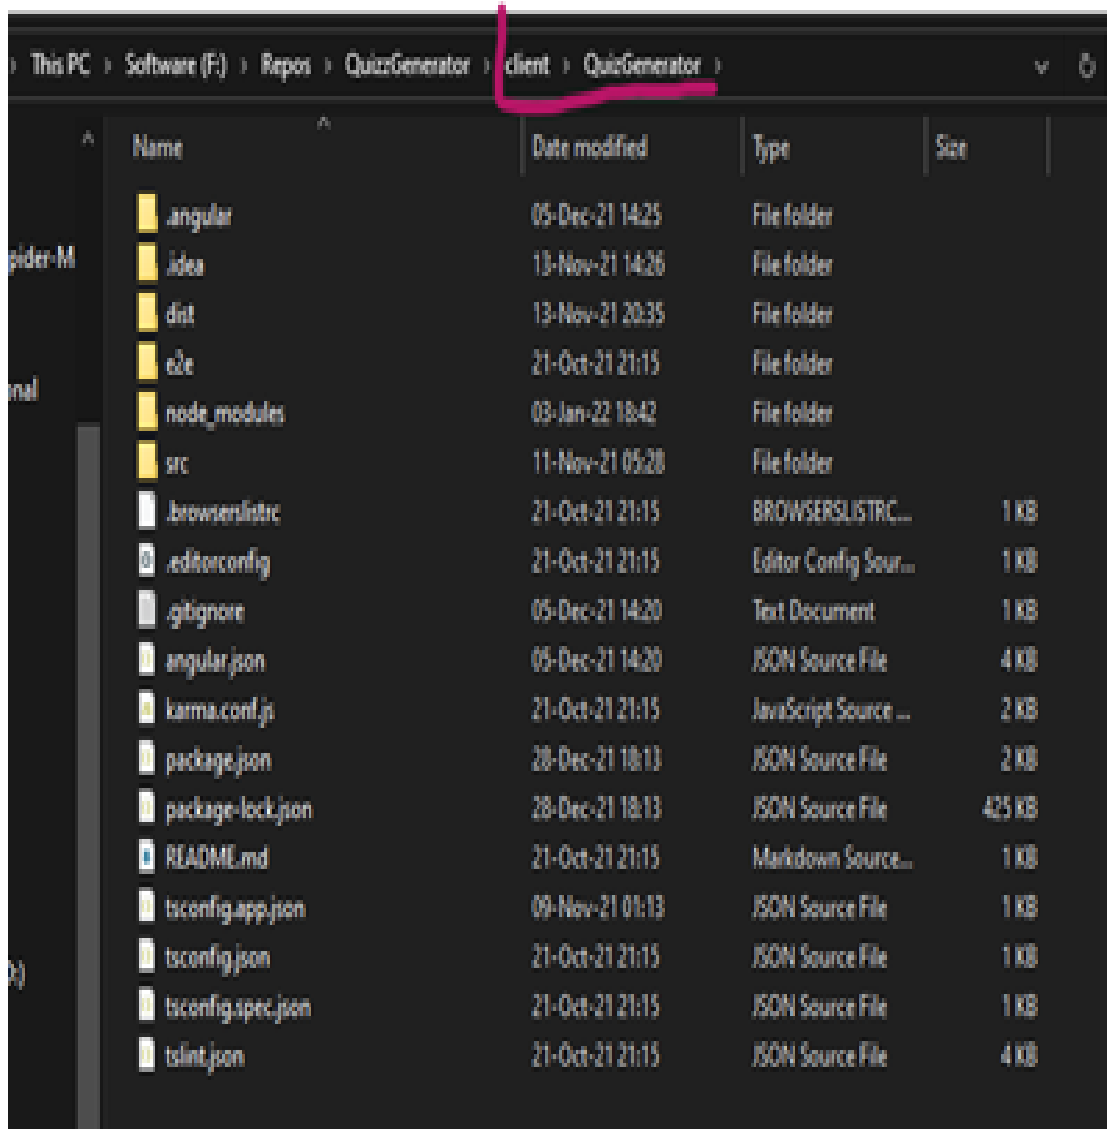 This PC > Software (F:) > Repos > QuizzGenerator > client > QuizGenerator >
Name Date modified Type Size
.angular 05-Dec-21 14:25 File folder
.idea 13-Nov-21 14:26 File folder
dist 13-Nov-21 20:35 File folder
e2e 21-Oct-21 21:15 File folder
node_modules 03-Jan-22 18:42 File folder
src 11-Nov-21 05:28 File folder
.browserslistrc 21-Oct-21 21:15 BROWSERSLISTRC... 1 KB
.editorconfig 21-Oct-21 21:15 Editor Config Sour... 1 KB
.gitignore 05-Dec-21 14:20 Text Document 1 KB
angular.json 05-Dec-21 14:20 JSON Source File 4 KB
karma.conf.js 21-Oct-21 21:15 JavaScript Source ... 2 KB
package.json 28-Dec-21 18:13 JSON Source File 2 KB
package-lock.json 28-Dec-21 18:13 JSON Source File 425 KB
README.md 21-Oct-21 21:15 Markdown Source... 1 KB
tsconfig.app.json 09-Nov-21 01:13 JSON Source File 1 KB
tsconfig.json 21-Oct-21 21:15 JSON Source File 1 KB
tsconfig.spec.json 21-Oct-21 21:15 JSON Source File 1 KB
tslint.json 21-Oct-21 21:15 JSON Source File 4 KB
pider-M
onal